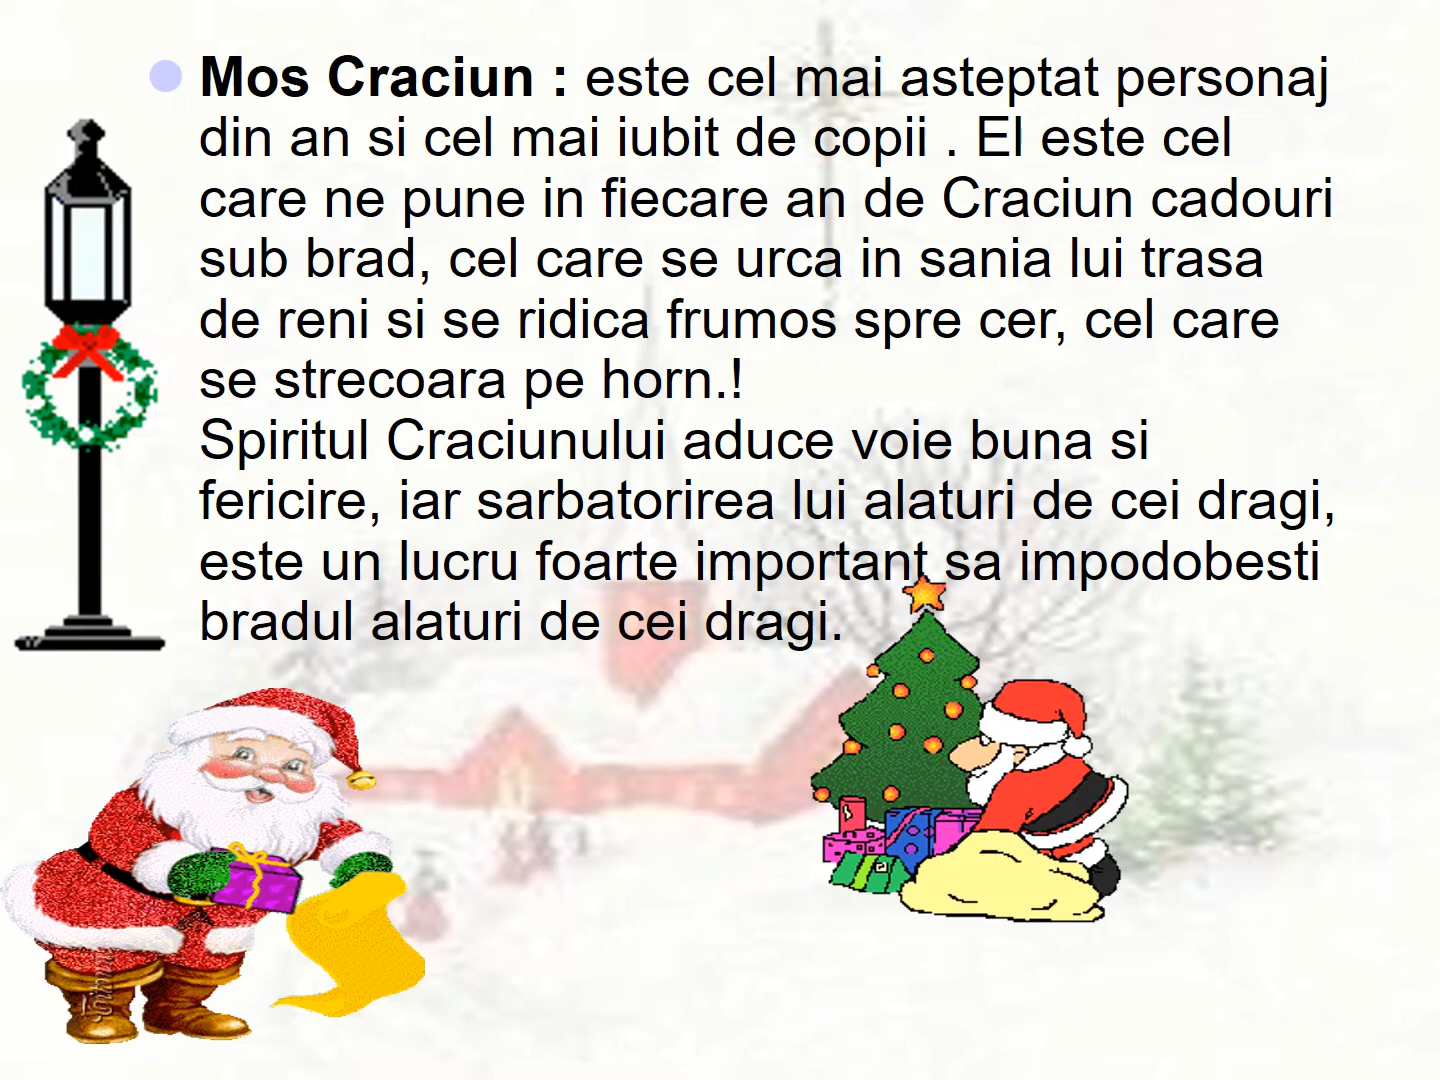 Mos Craciun : este cel mai asteptat personaj
din an si cel mai iubit de copii . El este cel
care ne pune in fiecare an de Craciun cadouri
sub brad, cel care se urca in sania lui trasa
de reni si se ridica frumos spre cer, cel care
se strecoara pe horn.!
Spiritul Craciunului aduce voie buna si
fericire, iar sarbatorirea lui alaturi de cei dragi,
este un lucru foarte important sa impodobesti
bradul alaturi de cei dragi.